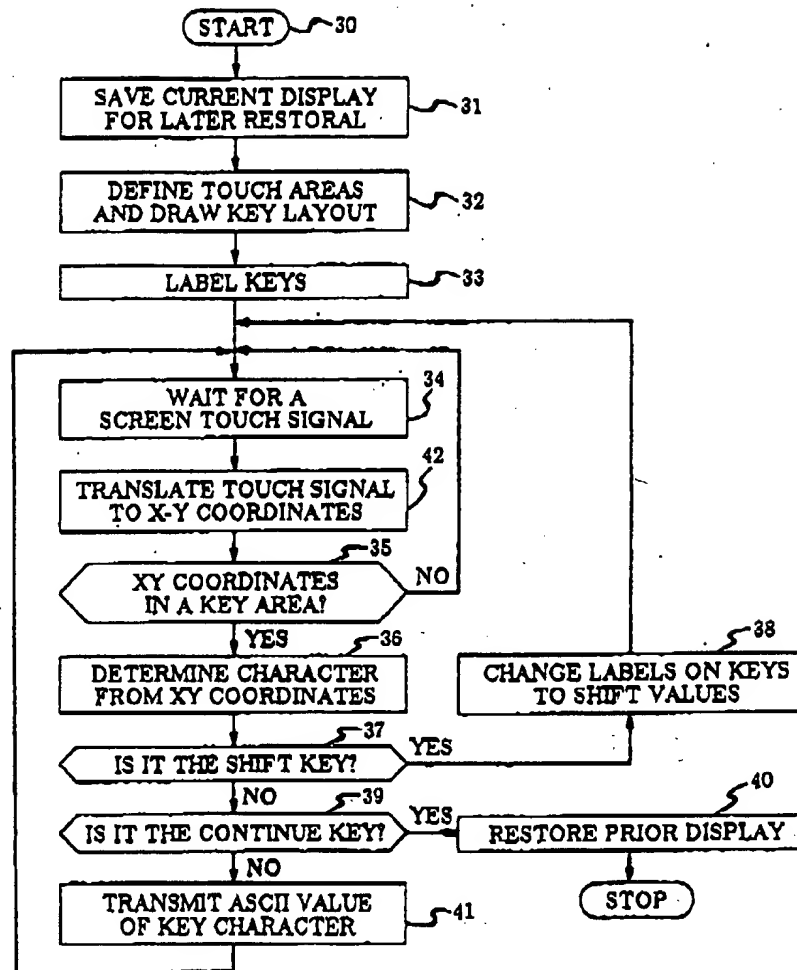 START
30
SAVE CURRENT DISPLAY
FOR LATER RESTORAL
31
DEFINE TOUCH AREAS
AND DRAW KEY LAYOUT
32
LABEL KEYS
33
WAIT FOR A
SCREEN TOUCH SIGNAL
34
TRANSLATE TOUCH SIGNAL
TO X-Y COORDINATES
42
XY COORDINATES
IN A KEY AREA?
35
NO
YES
DETERMINE CHARACTER
FROM XY COORDINATES
36
CHANGE LABELS ON KEYS
TO SHIFT VALUES
38
IS IT THE SHIFT KEY?
37
YES
NO
IS IT THE CONTINUE KEY?
39
YES
RESTORE PRIOR DISPLAY
40
NO
STOP
TRANSMIT ASCII VALUE
OF KEY CHARACTER
41